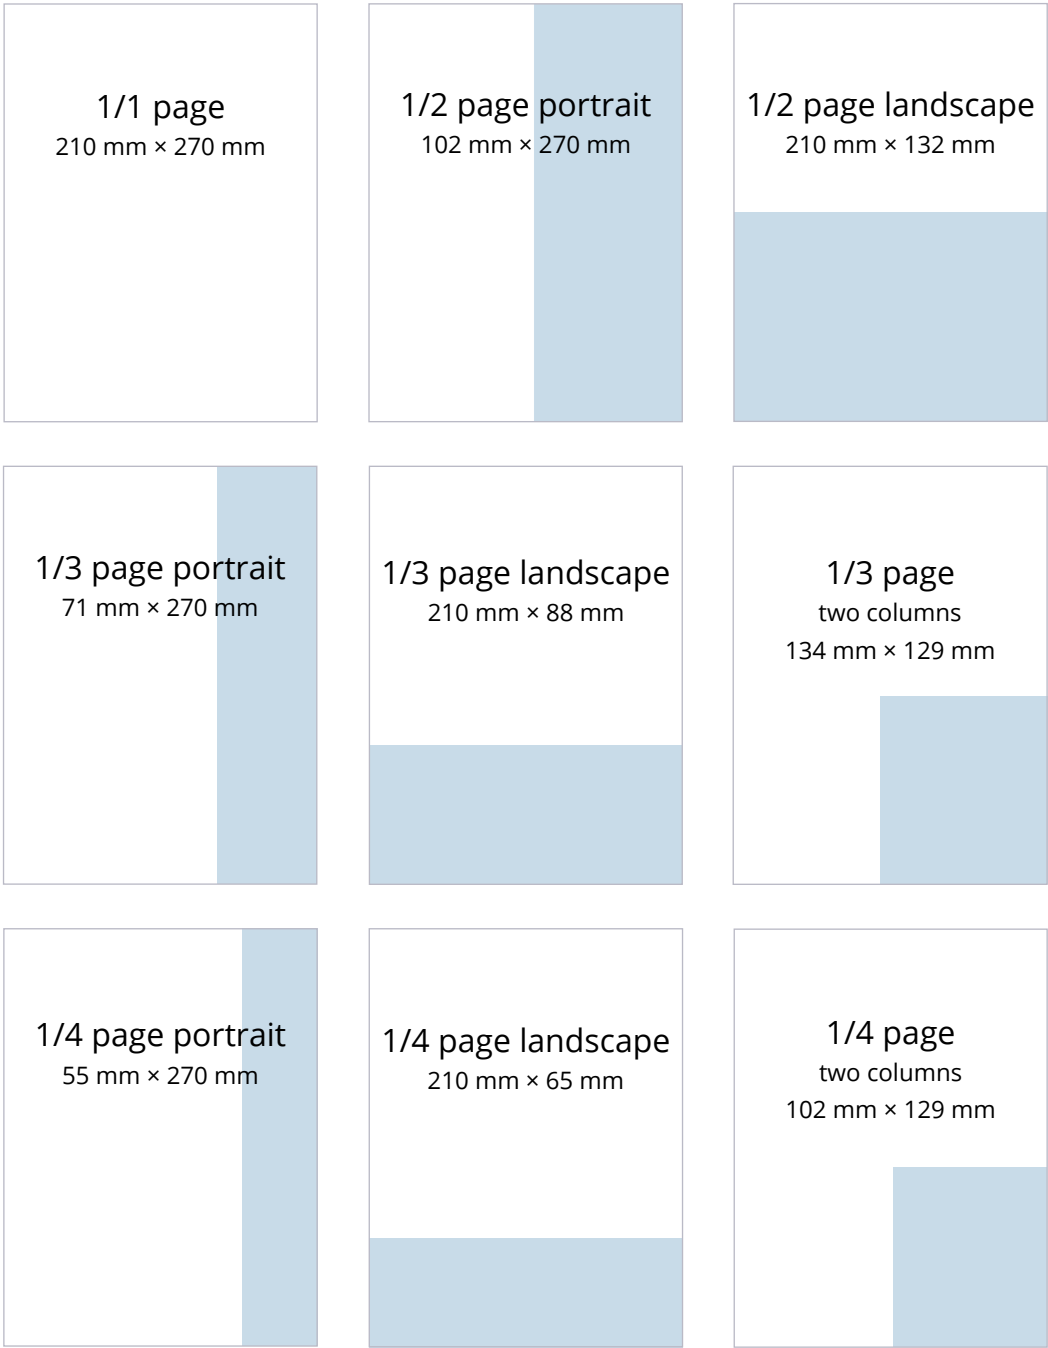 1/1 page
210 mm × 270 mm
1/2 page portrait
102 mm × 270 mm
1/2 page landscape
210 mm × 132 mm
1/3 page portrait
71 mm × 270 mm
1/3 page landscape
210 mm × 88 mm
1/3 page
two columns
134 mm × 129 mm
1/4 page portrait
55 mm × 270 mm
1/4 page landscape
210 mm × 65 mm
1/4 page
two columns
102 mm × 129 mm